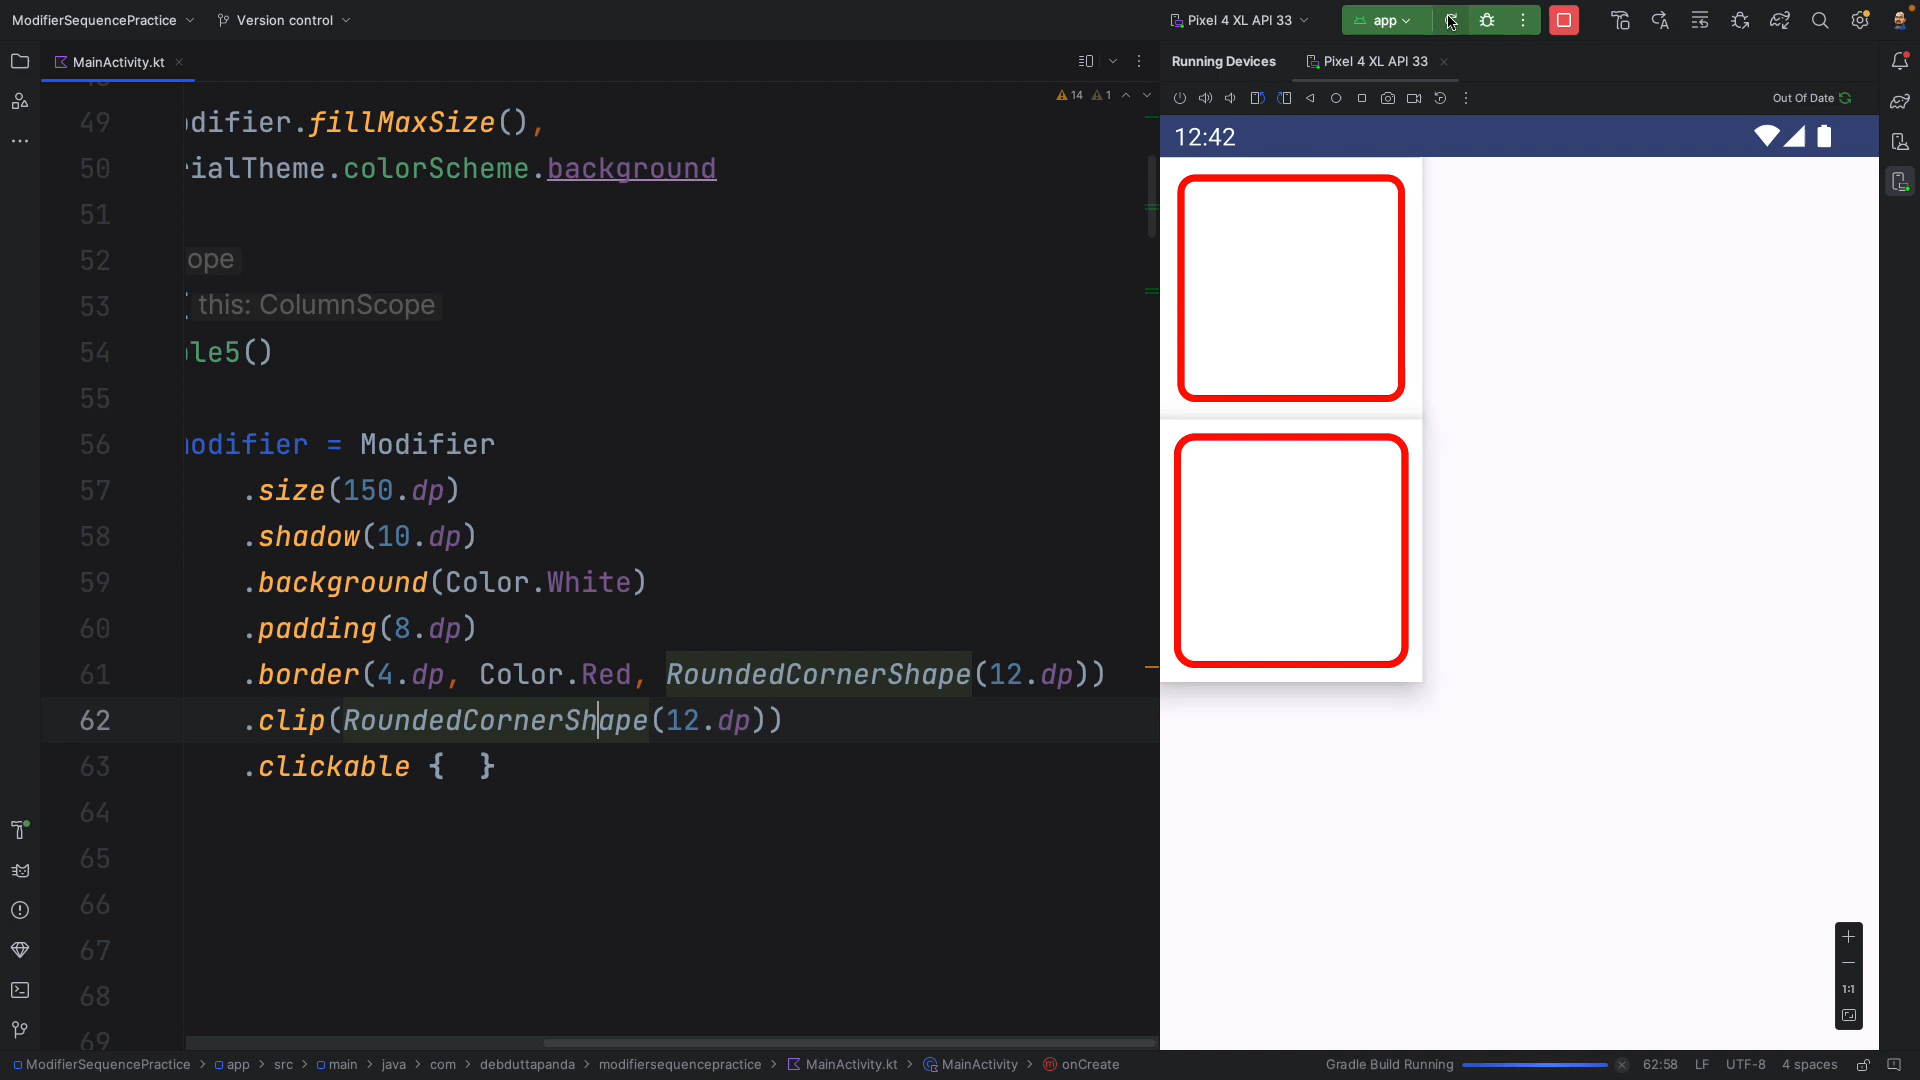 ModifierSequencePractice Version control Pixel 4 XL API 33 app
MainActivity.kt
Running Devices Pixel 4 XL API 33
14 1
Out Of Date
12:42
49 difier.fillMaxSize(),
50 ialTheme.colorScheme.background
51
52 ope
53 this: ColumnScope
54 le5()
55
56 odifier = Modifier
57 .size(150.dp)
58 .shadow(10.dp)
59 .background(Color.White)
60 .padding(8.dp)
61 .border(4.dp, Color.Red, RoundedCornerShape(12.dp))
62 .clip(RoundedCornerShape(12.dp))
63 .clickable { }
64
65
66
67
68
69
1:1
ModifierSequencePractice > app > src > main > java > com > debduttapanda > modifiersequencepractice > MainActivity.kt > MainActivity > onCreate
Gradle Build Running 62:58 LF UTF-8 4 spaces